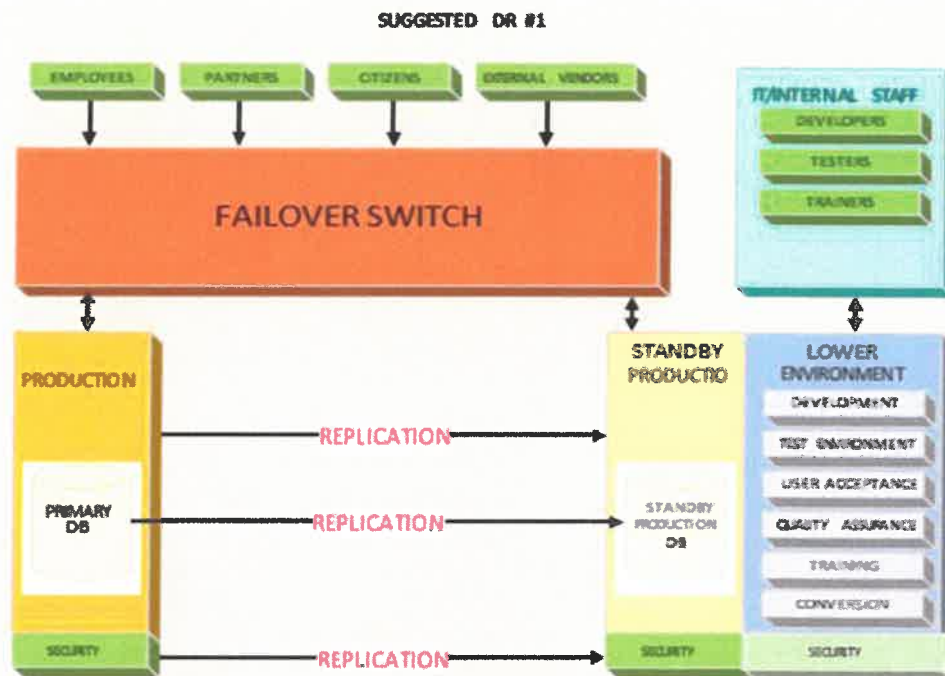 SUGGESTED DR #1
EMPLOYEES
PARTNERS
CITIZENS
EXTERNAL VENDORS
IT/INTERNAL STAFF
DEVELOPERS
TESTERS
TRAINERS
FAILOVER SWITCH
PRODUCTION
STANDBY
PRODUCTIO
LOWER
ENVIRONMENT
DEVELOPMENT
TEST ENVIRONMENT
USER ACCEPTANCE
QUALITY ASSURANCE
TRAINING
CONVERSION
REPLICATION
PRIMARY
DB
REPLICATION
STANDBY
PRODUCTION
DB
SECURITY
REPLICATION
SECURITY
SECURITY